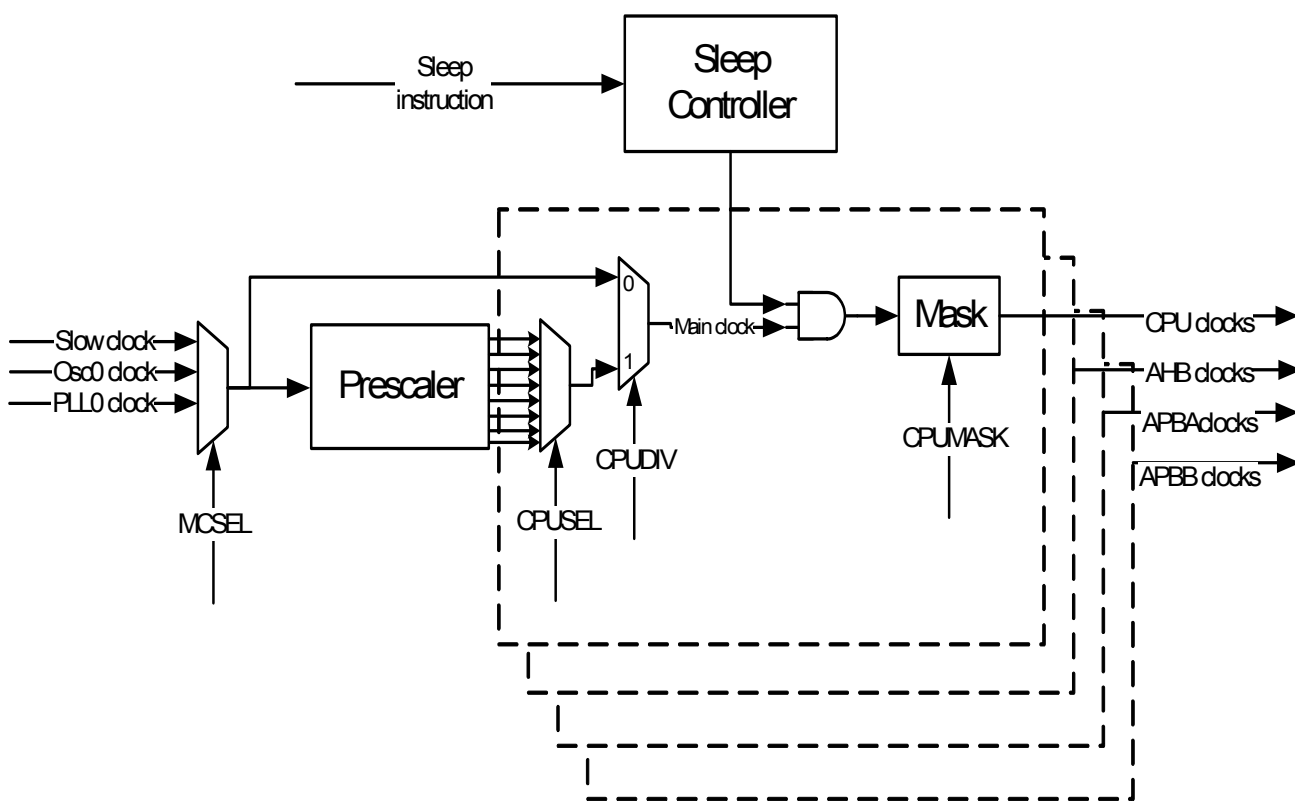 Sleep
instruction
Sleep
Controller
0
1
Main clock
Mask
CPU clocks
Slow clock
Osc0 clock
PLL0 clock
Prescaler
AHB clocks
APBA clocks
APBB clocks
MCSEL
CPUSEL
CPUDIV
CPUMASK